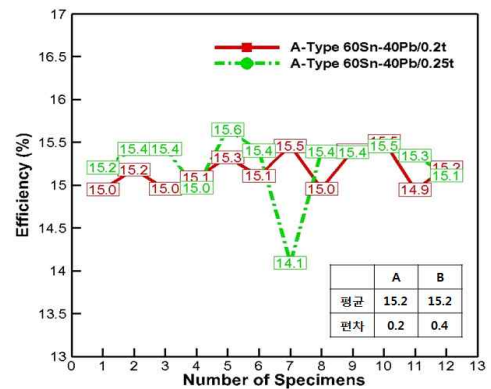 17
16.5
16
15.5
15
14.5
14
13.5
13
Efficiency (%)
A-Type 60Sn-40Pb/0.2t
A-Type 60Sn-40Pb/0.25t
15.2 15.4 15.4 15.0 15.6 15.4 14.1 15.4 15.4 15.5 15.3 15.1
15.0 15.2 15.0 15.1 15.3 15.1 15.5 15.0 14.9 15.2
A B
평균 15.2 15.2
편차 0.2 0.4
0 1 2 3 4 5 6 7 8 9 10 11 12 13
Number of Specimens